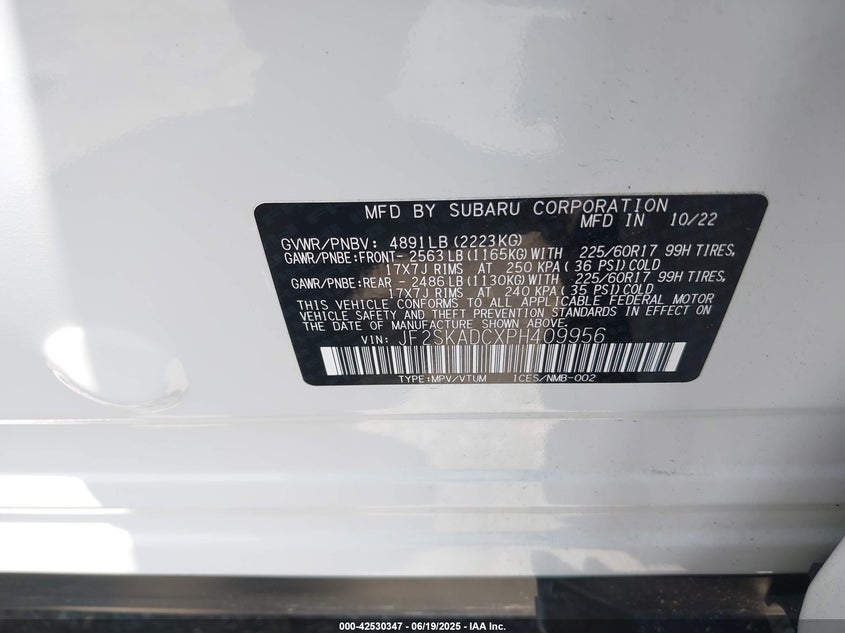 MFD BY SUBARU CORPORATION
MFD IN 10/22
GVWR/PNBV: 4891LB(2223KG)
GAWR/PNBE:FRONT- 2563LB(1165KG)WITH 225/60R17 99H TIRES,
17X7J RIMS AT 250 KPA( 36 PSI)COLD
GAWR/PNBE:REAR - 2486LB(1130KG)WITH 225/60R17 99H TIRES,
17X7J RIMS AT 240 KPA( 35 PSI)COLD
THIS VEHICLE CONFORMS TO ALL APPLICABLE FEDERAL MOTOR
VEHICLE SAFETY AND THEFT PREVENTION STANDARDS IN EFFECT ON
THE DATE OF MANUFACTURE SHOWN ABOVE.
VIN: JF2SKADCXPH409956
TYPE:MPV/VTUM ICES/NMB-002
000-42530347 - 06/19/2025 - IAA Inc.